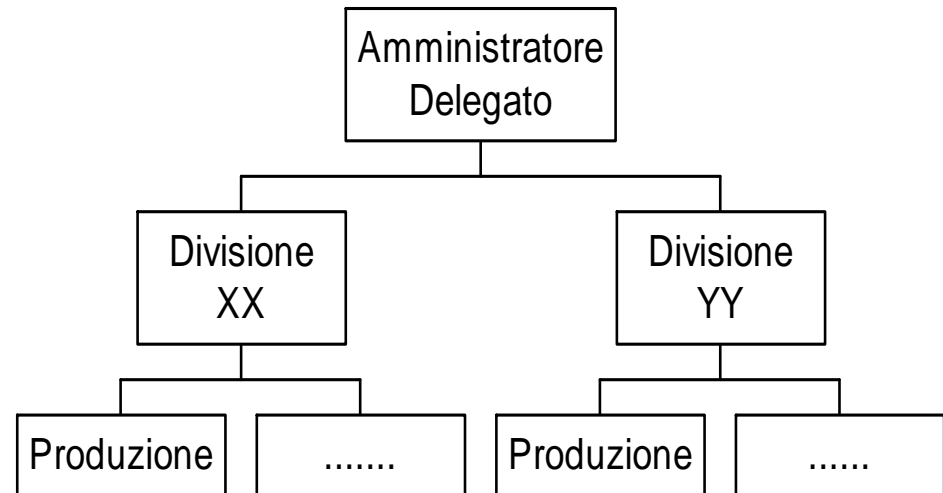 Amministratore
Delegato
Divisione
XX
Divisione
YY
Produzione
.......
Produzione
......